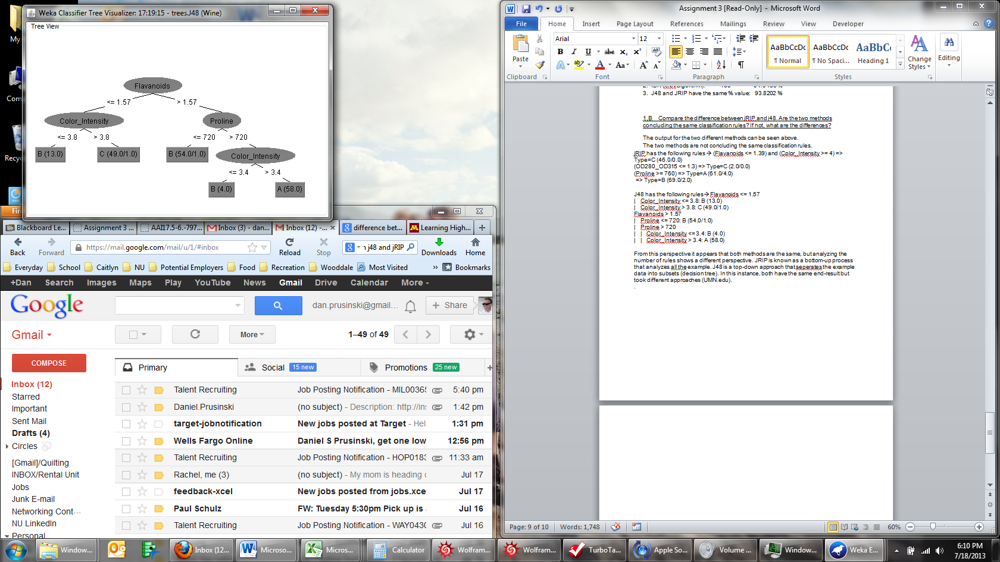 Weka Classifier Tree Visualizer: 17:19:15 - trees.J48 (Wine)
Tree View
Flavanoids
<= 1.57
> 1.57
Color_Intensity
Proline
<= 3.8
> 3.8
<= 720
> 720
B (13.0)
C (49.0/1.0)
B (54.0/1.0)
Color_Intensity
<= 3.4
> 3.4
B (4.0)
A (58.0)
My
Com
Recyc
Fire
Blackboard Le...
Assignment 3 ...
AAI117.5-6.-797...
Inbox (3) - dan...
Inbox (12) -...
difference bet...
Learning High...
Back
Forward
https://mail.google.com/mail/u/1/#inbox
Reload
Stop
j48 and jRIP
Downloads
Home
Everyday
School
Caitlyn
NU
Potential Employers
Food
Recreation
Wooddale
Most Visited
»
Bookmarks
+Dan
Search
Images
Maps
Play
YouTube
News
Gmail
Drive
Calendar
More
Google
dan.prusinski@gmail...
+ Share
Gmail
More
1–49 of 49
COMPOSE
Primary
Social
15 new
Promotions
25 new
Inbox (12)
Starred
Important
Sent Mail
Drafts (4)
Circles
[Gmail]/Quilting
INBOX/Rental Unit
Jobs
Junk E-mail
Networking Cont...
NU LinkedIn
Personal
Talent Recruiting Job Posting Notification - MIL00365 5:40 pm
Daniel.Prusinski (no subject) - Description: http://ins 1:42 pm
target-jobnotification New jobs posted at Target - Hel 1:31 pm
Wells Fargo Online Daniel S Prusinski, get one low 12:56 pm
Talent Recruiting Job Posting Notification - HOP0183 11:33 am
Rachel, me (3) (no subject) - My mom is heading Jul 17
feedback-xcel New jobs posted from jobs.xce Jul 17
Paul Schulz FW: Tuesday 5:30pm Pick up is Jul 16
Talent Recruiting Job Posting Notification - WAY0430 Jul 16
Assignment 3 [Read-Only] - Microsoft Word
File
Home
Insert
Page Layout
References
Mailings
Review
View
Developer
Paste
Clipboard
Arial
12
Font
Paragraph
AaBbCcDc
¶ Normal
AaBbCcDc
¶ No Spaci...
AaBbCc
Heading 1
Change
Styles
Styles
Editing
3. J48 and JRIP have the same % value: 93.8202 %
1.B Compare the difference between jRIP and j48. Are the two methods
concluding the same classification rules? If not, what are the differences?
The output for the two different methods can be seen above.
The two methods are not concluding the same classification rules.
jRIP has the following rules→ (Flavanoids <= 1.39) and (Color_Intensity >= 4) =>
Type=C (46.0/0.0)
(OD280_OD315 <= 1.3) => Type=C (2.0/0.0)
(Proline >= 760) => Type=A (61.0/4.0)
=> Type=B (69.0/2.0)
J48 has the following rules→ Flavanoids <= 1.57
| Color_Intensity <= 3.8: B (13.0)
| Color_Intensity > 3.8: C (49.0/1.0)
Flavanoids > 1.57
| Proline <= 720: B (54.0/1.0)
| Proline > 720
| | Color_Intensity <= 3.4: B (4.0)
| | Color_Intensity > 3.4: A (58.0)
From this perspective it appears that both methods are the same, but analyzing the
number of rules shows a different perspective. JRIP is known as a bottom-up process
that analyzes all the example. J48 is a top-down approach that seperates the example
data into subsets (decision tree). In this instance, both have the same end-result but
took different approaches (UMN.edu).
.
Page: 9 of 10
Words: 1,748
60%
Window...
Inbox (12...
Microso...
Micros...
Calculator
Wolfram...
Wolfram...
TurboTa...
Apple So...
Volume ...
Window...
Weka E...
6:10 PM
7/18/2013